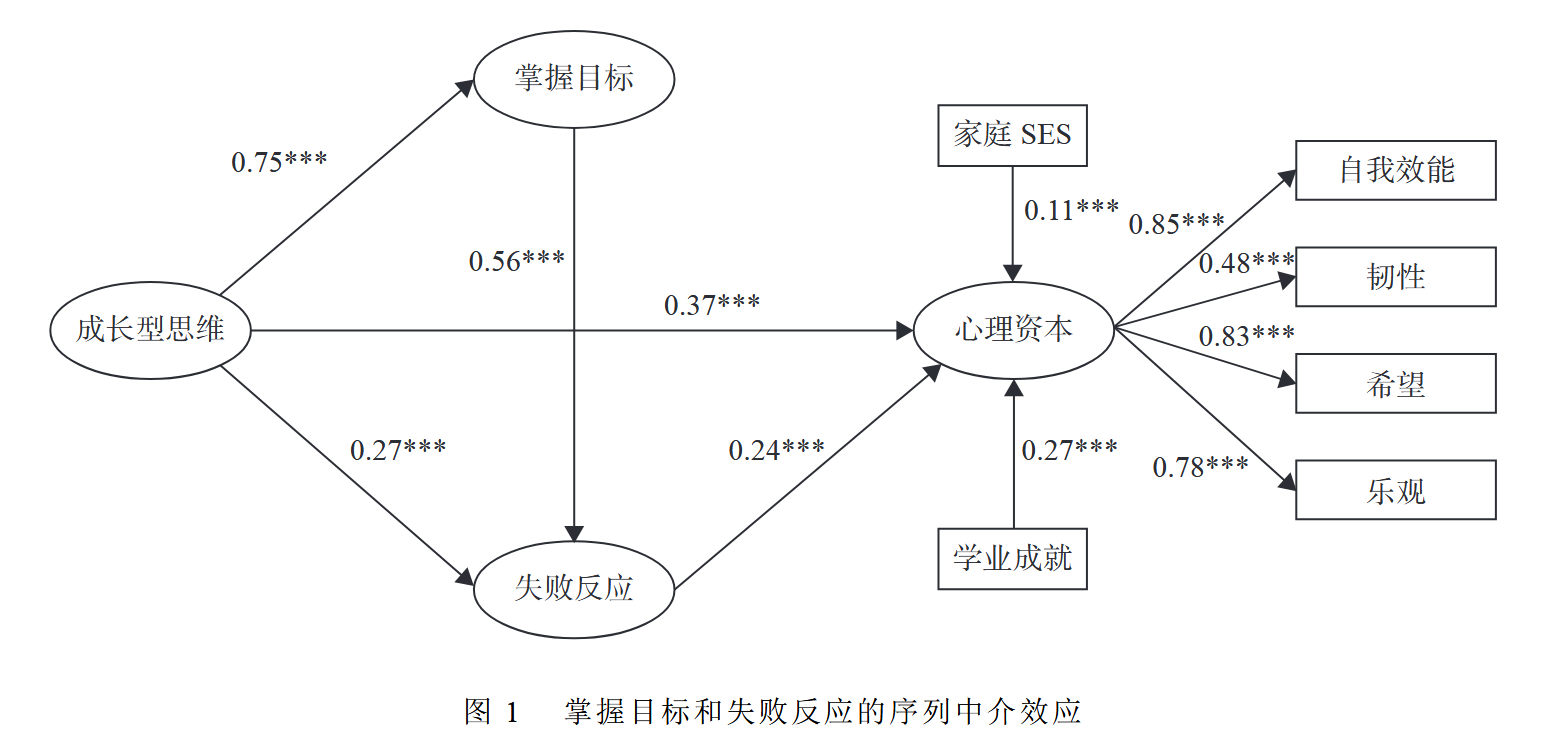 掌握目标
家庭 SES
自我效能
0.75***
0.11***
0.85***
0.56***
0.48***
韧性
0.37***
成长型思维
心理资本
0.83***
希望
0.27***
0.24***
0.27***
0.78***
乐观
学业成就
失败反应
图 1 掌握目标和失败反应的序列中介效应